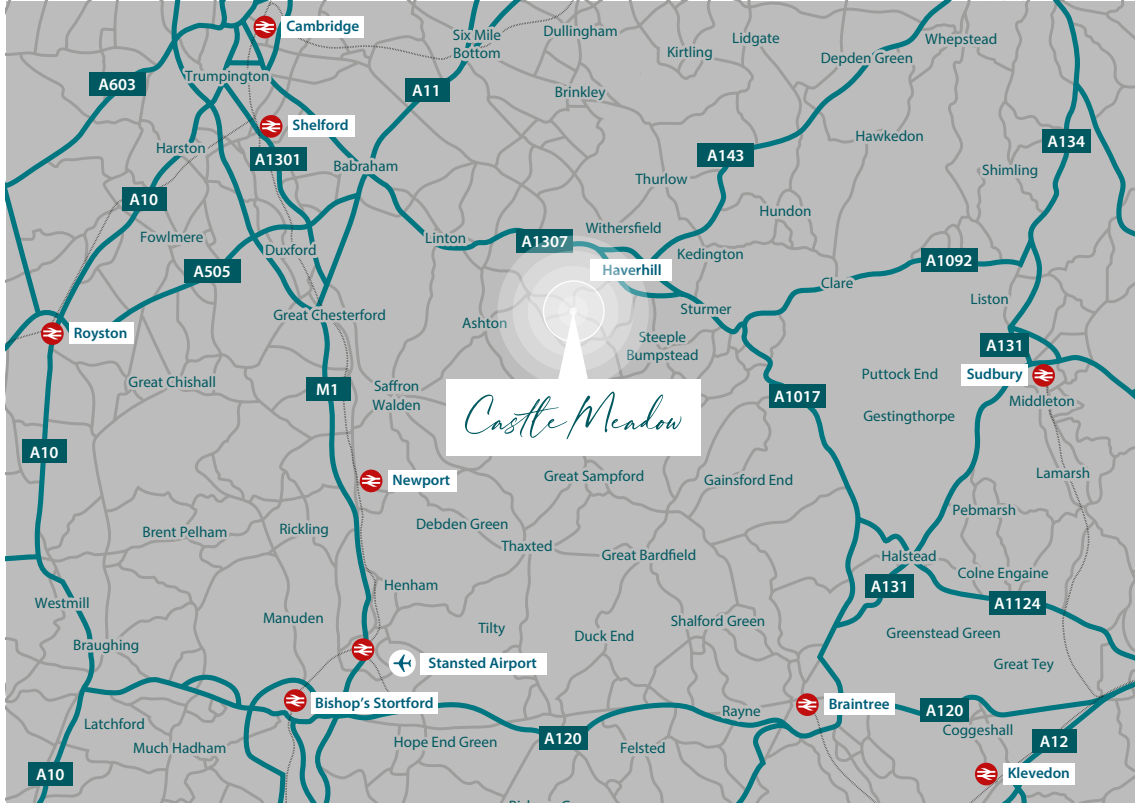 Cambridge
Six Mile
Bottom
Dullingham
Kirtling
Lidgate
Whepstead
Depden Green
Trumpington
A603
A11
Brinkley
Shelford
Harston
A1301
Babraham
A143
Hawkedon
A134
Shimling
Thurlow
A10
Fowlmere
Duxford
Linton
A1307
Withersfield
Hundon
Kedington
A505
Haverhill
A1092
Clare
Liston
Great Chesterford
Ashton
Sturmer
Royston
Steeple
Bumpstead
A131
Great Chishall
M1
Saffron
Walden
Puttock End
Sudbury
Middleton
A1017
Castle Meadow
Gestingthorpe
A10
Newport
Great Sampford
Gainsford End
Lamarsh
Pebmarsh
Brent Pelham
Rickling
Debden Green
Thaxted
Great Bardfield
Halstead
Colne Engaine
Henham
A131
A1124
Westmill
Manuden
Tilty
Duck End
Shalford Green
Greenstead Green
Braughing
Stansted Airport
Great Tey
Bishop's Stortford
Braintree
Rayne
A120
Latchford
Coggeshall
Much Hadham
Hope End Green
A120
Felsted
A12
A10
Klevedon